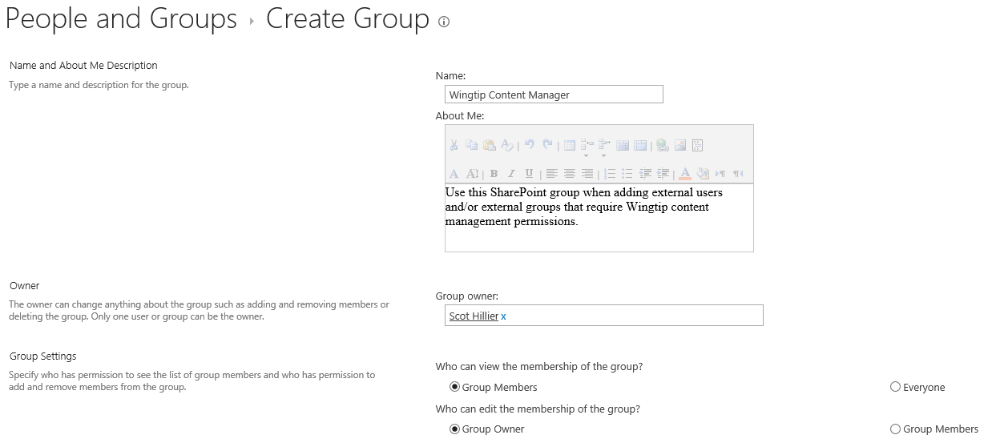 People and Groups ▸ Create Group
Name and About Me Description
Type a name and description for the group.
Name:
Wingtip Content Manager
About Me:
Use this SharePoint group when adding external users
and/or external groups that require Wingtip content
management permissions.
Owner
The owner can change anything about the group such as adding and removing members or
deleting the group. Only one user or group can be the owner.
Group owner:
Scot Hillier x
Group Settings
Specify who has permission to see the list of group members and who has permission to
add and remove members from the group.
Who can view the membership of the group?
Group Members
Everyone
Who can edit the membership of the group?
Group Owner
Group Members